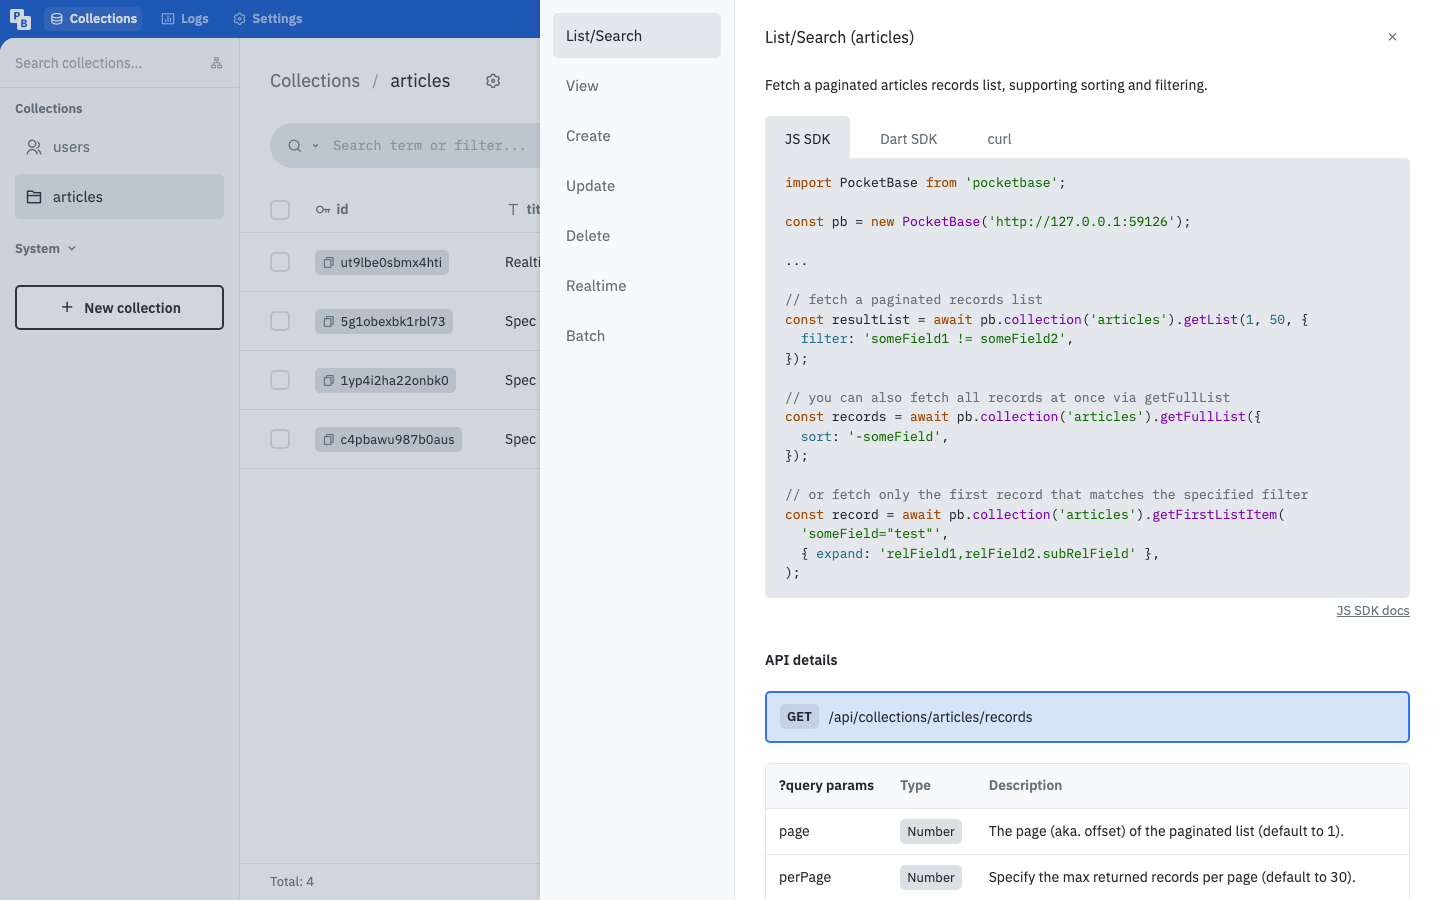 P
B
Collections
Logs
Settings
Search collections...
Collections
users
articles
System
New collection
Collections / articles
Search term or filter...
id
tit
ut9lbe0sbmx4hti
Realti
5g1obexbk1rbl73
Spec
1yp4i2ha22onbk0
Spec
c4pbawu987b0aus
Spec
Total: 4
List/Search
View
Create
Update
Delete
Realtime
Batch
List/Search (articles)
Fetch a paginated articles records list, supporting sorting and filtering.
JS SDK
Dart SDK
curl
import PocketBase from 'pocketbase';
const pb = new PocketBase('http://127.0.0.1:59126');
...
// fetch a paginated records list
const resultList = await pb.collection('articles').getList(1, 50, {
  filter: 'someField1 != someField2',
});
// you can also fetch all records at once via getFullList
const records = await pb.collection('articles').getFullList({
  sort: '-someField',
});
// or fetch only the first record that matches the specified filter
const record = await pb.collection('articles').getFirstListItem(
  'someField="test"',
  { expand: 'relField1,relField2.subRelField' },
);
JS SDK docs
API details
GET /api/collections/articles/records
?query params Type Description
page Number The page (aka. offset) of the paginated list (default to 1).
perPage Number Specify the max returned records per page (default to 30).